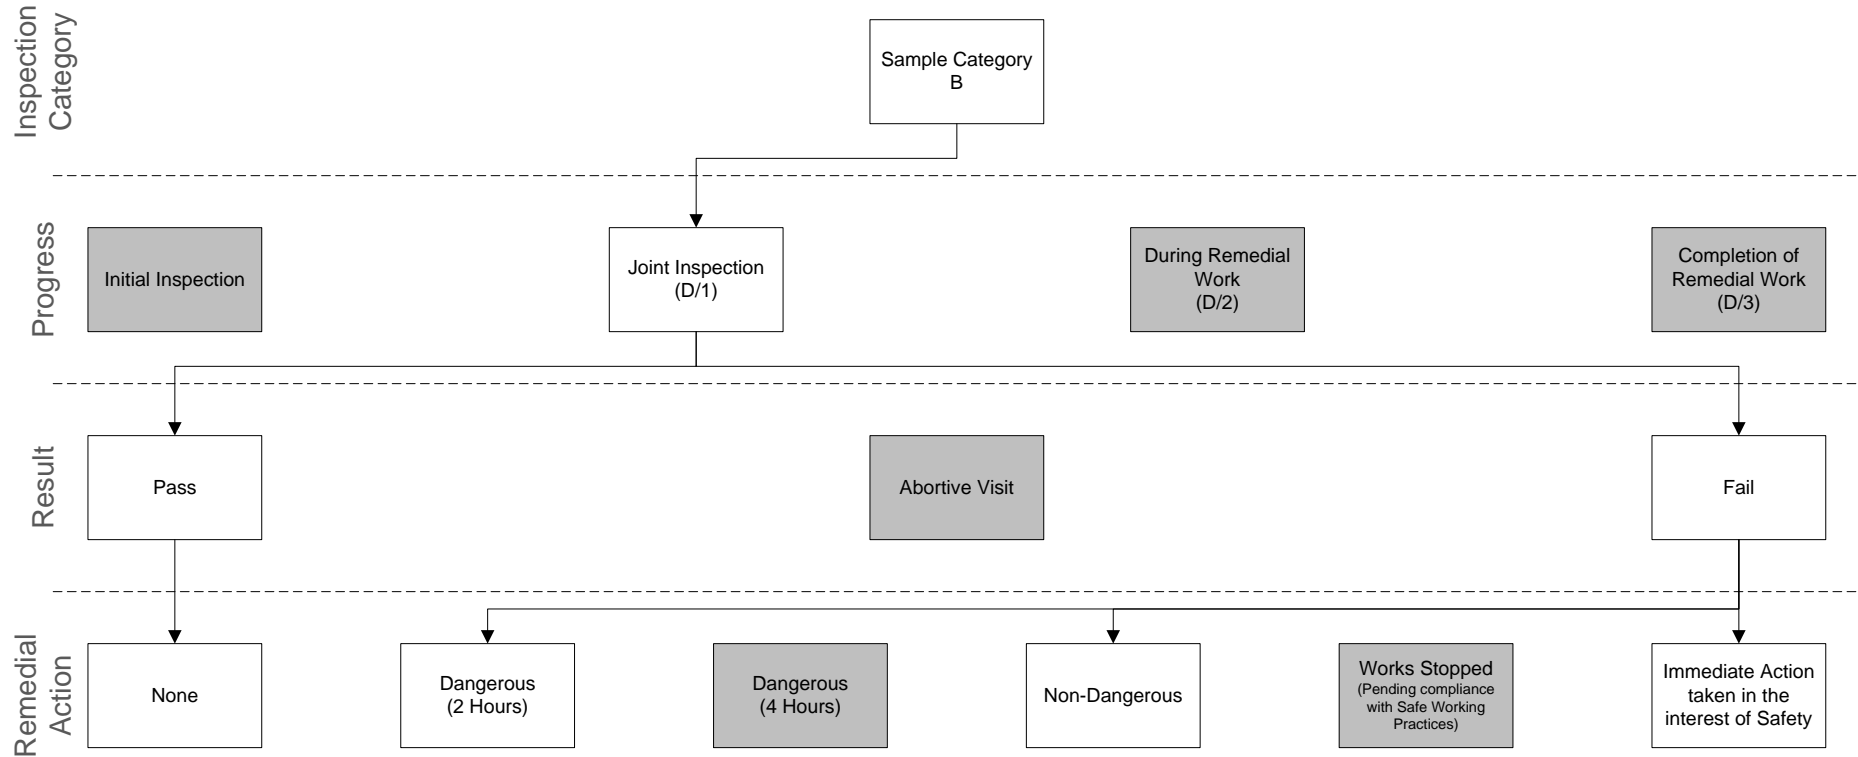 Inspection
Category
Sample Category
B
Progress
Initial Inspection
Joint Inspection
(D/1)
During Remedial
Work
(D/2)
Completion of
Remedial Work
(D/3)
Result
Pass
Abortive Visit
Fail
Remedial
Action
None
Dangerous
(2 Hours)
Dangerous
(4 Hours)
Non-Dangerous
Works Stopped
(Pending compliance
with Safe Working
Practices)
Immediate Action
taken in the
interest of Safety